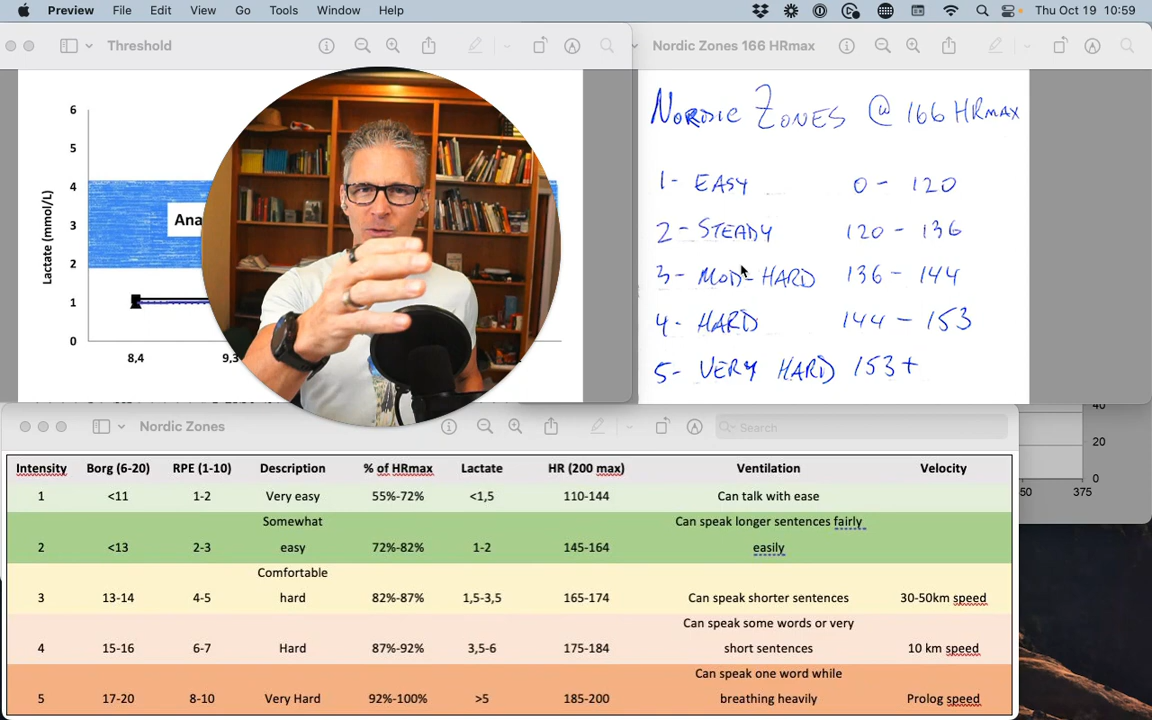 Preview File Edit View Go Tools Window Help Thu Oct 19 10:59
Threshold
Nordic Zones 166 HRmax
6
5
4
3
2
1
0
Lactate (mmol/L)
Ana
8,4 9,3
NORDIC ZONES @ 166 HRMAX
1- EASY 0 - 120
2- STEADY 120 - 136
3- MOD-HARD 136 - 144
4- HARD 144 - 153
5- VERY HARD 153+
Nordic Zones
Search
40
20
0
50 375
Intensity Borg (6-20) RPE (1-10) Description % of HRmax Lactate HR (200 max) Ventilation Velocity
1 <11 1-2 Very easy 55%-72% <1,5 110-144 Can talk with ease
Somewhat Can speak longer sentences fairly
2 <13 2-3 easy 72%-82% 1-2 145-164 easily
Comfortable
3 13-14 4-5 hard 82%-87% 1,5-3,5 165-174 Can speak shorter sentences 30-50km speed
Can speak some words or very
4 15-16 6-7 Hard 87%-92% 3,5-6 175-184 short sentences 10 km speed
Can speak one word while
5 17-20 8-10 Very Hard 92%-100% >5 185-200 breathing heavily Prolog speed